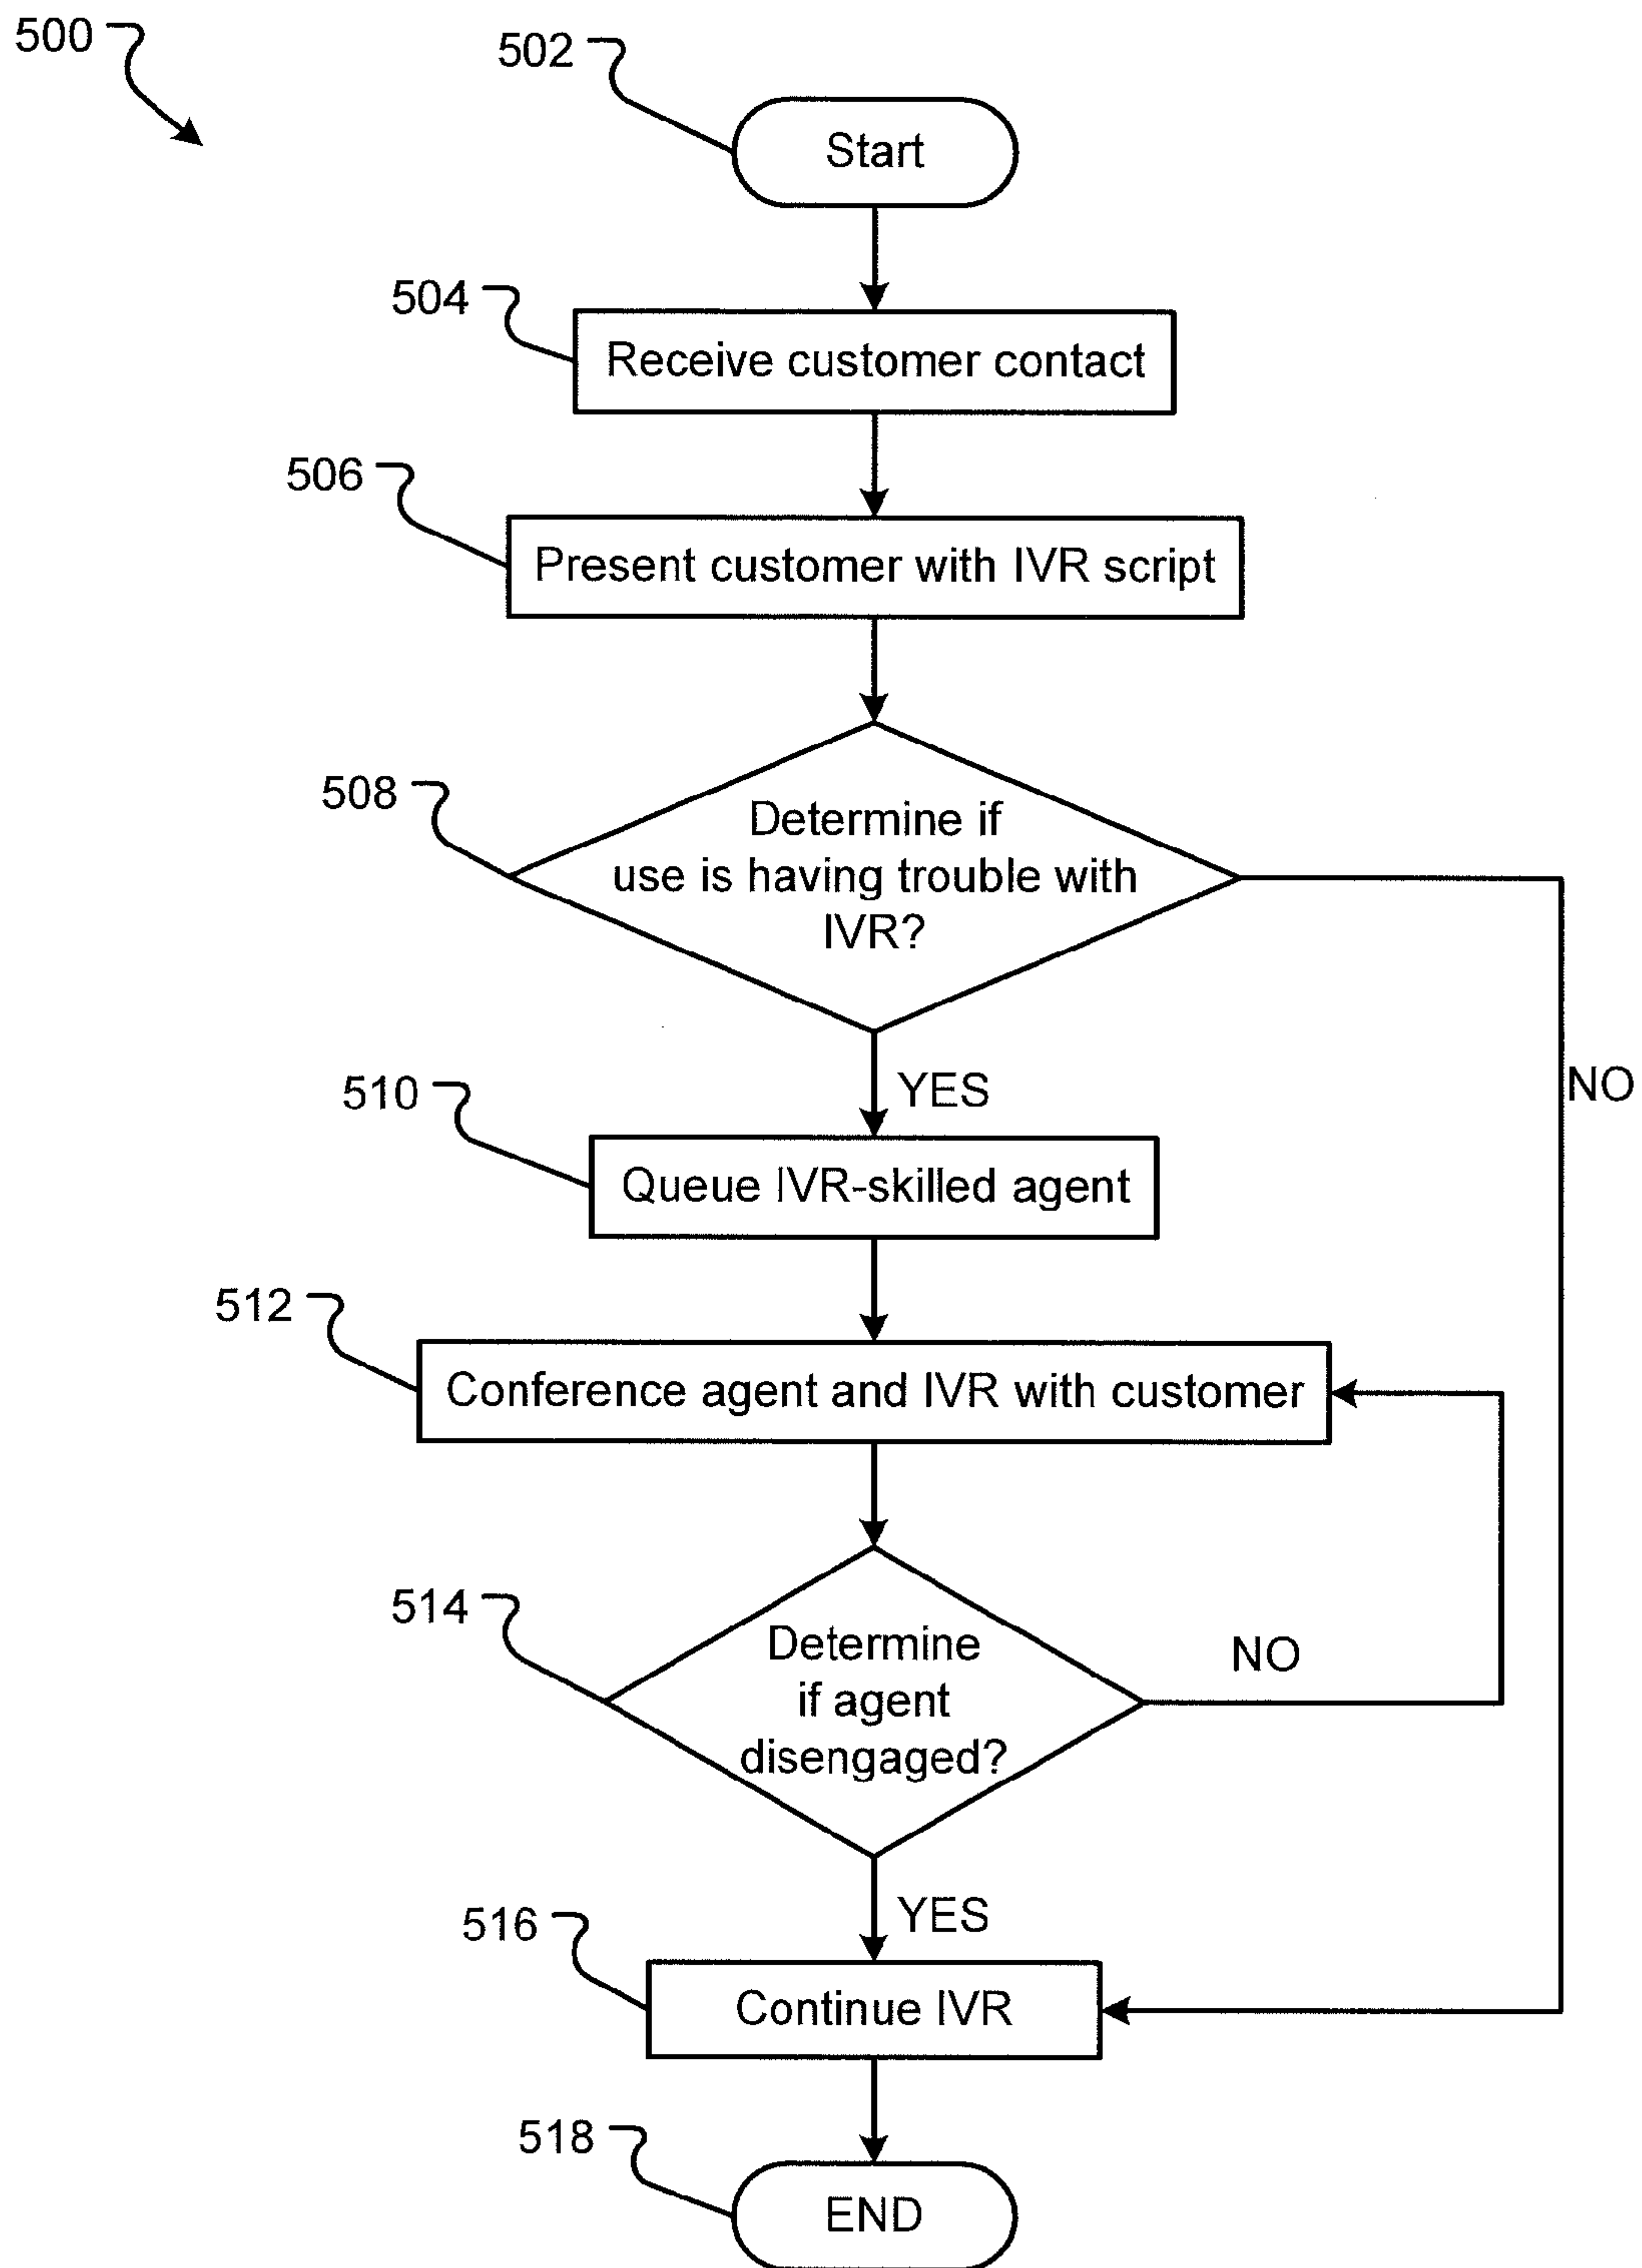 500
502
Start
504
Receive customer contact
506
Present customer with IVR script
508
Determine if
use is having trouble with
IVR?
NO
YES
510
Queue IVR-skilled agent
512
Conference agent and IVR with customer
514
Determine
if agent
disengaged?
NO
YES
516
Continue IVR
518
END